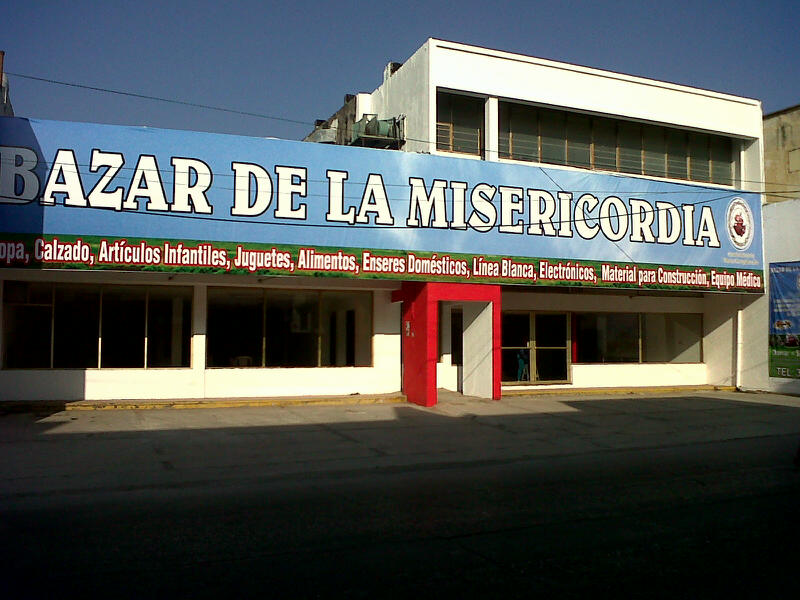 BAZAR DE LA MISERICORDIA
opa, Calzado, Artículos Infantiles, Juguetes, Alimentos, Enseres Domésticos, Línea Blanca, Electrónicos, Material para Construcción, Equipo Médico
TEL